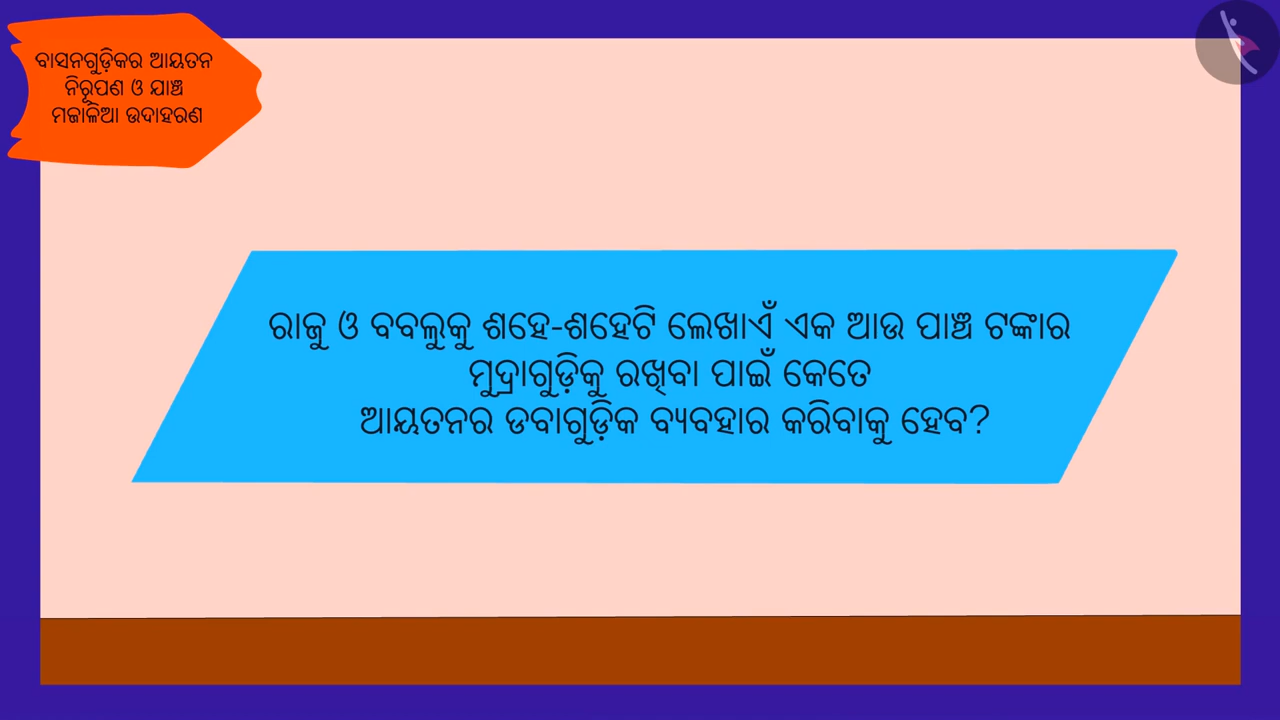 ବାସନଗୁଡ଼ିକର ଆୟତନ
ନିରୂପଣ ଓ ଯାଞ୍ଚ
ମଜାଳିଆ ଉଦାହରଣ
ରାଜୁ ଓ ବବଲୁକୁ ଶହେ-ଶହେଟି ଲେଖାଏଁ ଏକ ଆଉ ପାଞ୍ଚ ଟଙ୍କାର
ମୁଦ୍ରାଗୁଡ଼ିକୁ ରଖିବା ପାଇଁ କେତେ
ଆୟତନର ଡବାଗୁଡ଼ିକ ବ୍ୟବହାର କରିବାକୁ ହେବ?